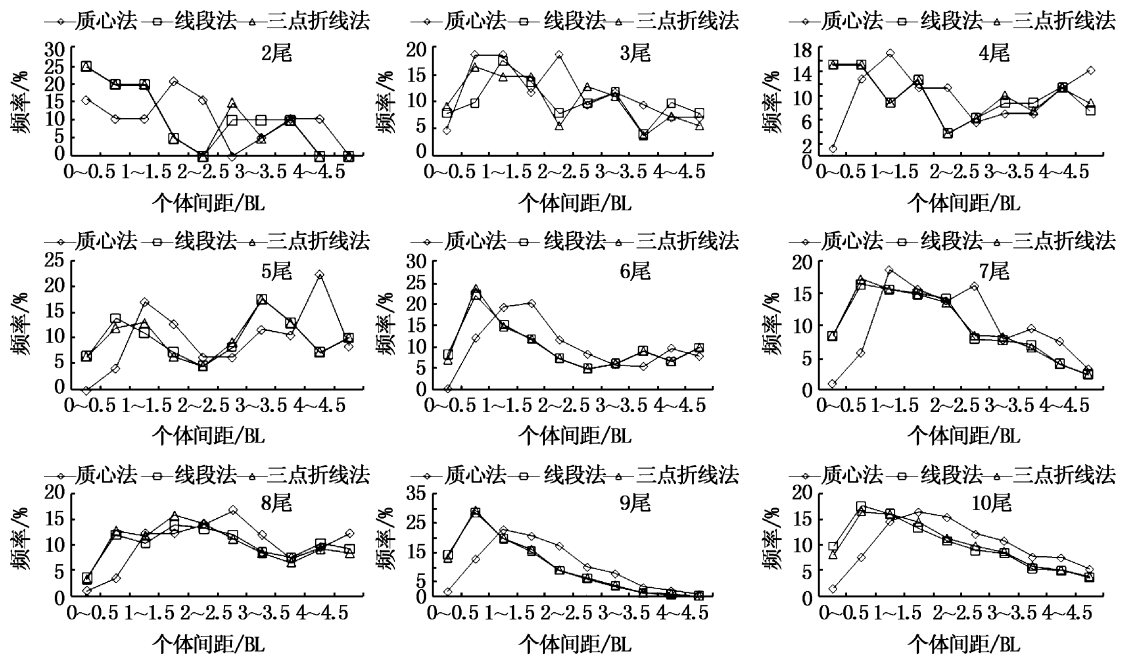 质心法 线段法 三点折线法 质心法 线段法 三点折线法 质心法 线段法 三点折线法
2尾 3尾 4尾
频率/% 频率/% 频率/%
30 25 20 15 10 5 0
20 15 10 5 0
18 14 10 8 6 4 2 0
0~0.5 1~1.5 2~2.5 3~3.5 4~4.5 0~0.5 1~1.5 2~2.5 3~3.5 4~4.5 0~0.5 1~1.5 2~2.5 3~3.5 4~4.5
个体间距/BL 个体间距/BL 个体间距/BL
质心法 线段法 三点折线法 质心法 线段法 三点折线法 质心法 线段法 三点折线法
5尾 6尾 7尾
频率/% 频率/% 频率/%
25 20 15 10 5 0
30 25 20 15 10 5 0
20 15 10 5 0
0~0.5 1~1.5 2~2.5 3~3.5 4~4.5 0~0.5 1~1.5 2~2.5 3~3.5 4~4.5 0~0.5 1~1.5 2~2.5 3~3.5 4~4.5
个体间距/BL 个体间距/BL 个体间距/BL
质心法 线段法 三点折线法 质心法 线段法 三点折线法 质心法 线段法 三点折线法
8尾 9尾 10尾
频率/% 频率/% 频率/%
20 15 10 5 0
35 25 15 5 0
20 15 10 5 0
0~0.5 1~1.5 2~2.5 3~3.5 4~4.5 0~0.5 1~1.5 2~2.5 3~3.5 4~4.5 0~0.5 1~1.5 2~2.5 3~3.5 4~4.5
个体间距/BL 个体间距/BL 个体间距/BL